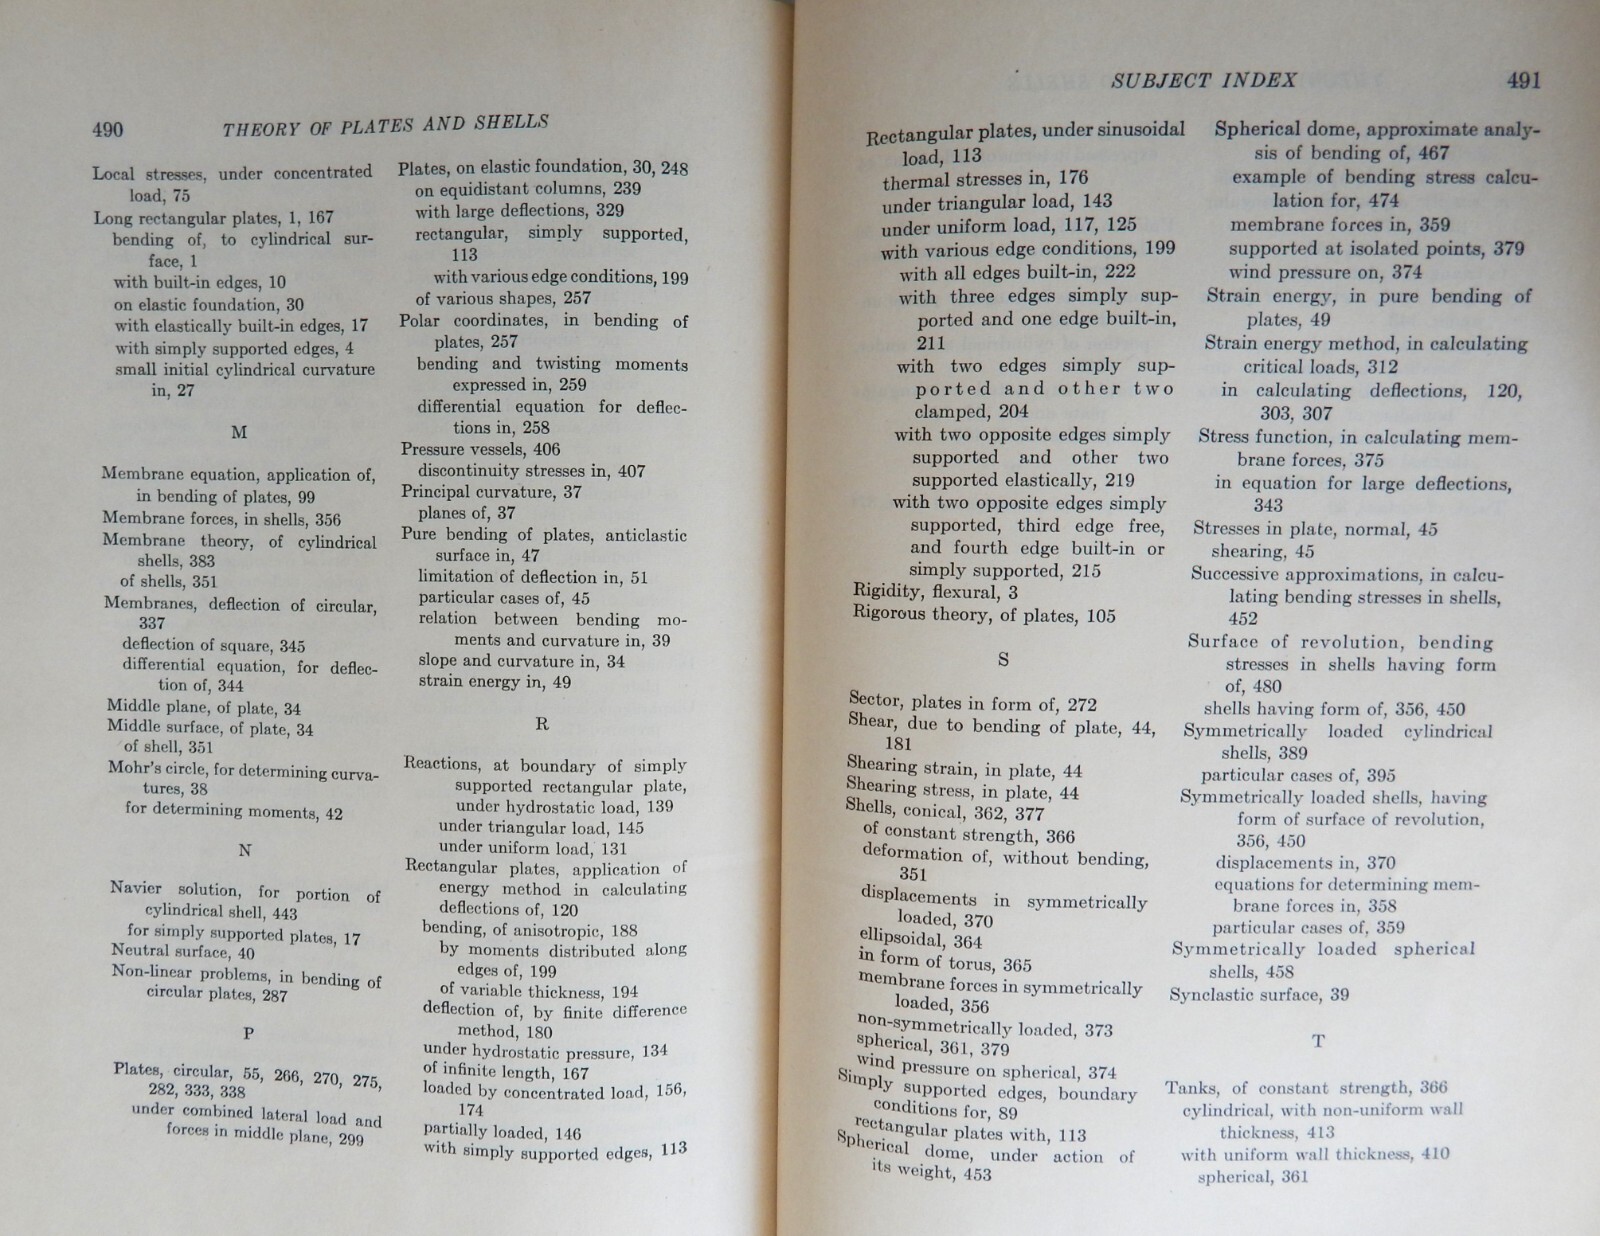 490
THEORY OF PLATES AND SHELLS
Local stresses, under concentrated
load, 75
Long rectangular plates, 1, 167
bending of, to cylindrical sur-
face, 1
with built-in edges, 10
on elastic foundation, 30
with elastically built-in edges, 17
with simply supported edges, 4
small initial cylindrical curvature
in, 27
M
Membrane equation, application of,
in bending of plates, 99
Membrane forces, in shells, 356
Membrane theory, of cylindrical
shells, 383
of shells, 351
Membranes, deflection of circular,
337
deflection of square, 345
differential equation, for deflec-
tion of, 344
Middle plane, of plate, 34
Middle surface, of plate, 34
of shell, 351
Mohr's circle, for determining curva-
tures, 38
for determining moments, 42
N
Navier solution, for portion of
cylindrical shell, 443
for simply supported plates, 17
Neutral surface, 40
Non-linear problems, in bending of
circular plates, 287
P
Plates, circular, 55, 266, 270, 275,
282, 333, 338
under combined lateral load and
forces in middle plane, 299
Plates, on elastic foundation, 30, 248
on equidistant columns, 239
with large deflections, 329
rectangular, simply supported,
113
with various edge conditions, 199
of various shapes, 257
Polar coordinates, in bending of
plates, 257
bending and twisting moments
expressed in, 259
differential equation for deflec-
tions in, 258
Pressure vessels, 406
discontinuity stresses in, 407
Principal curvature, 37
planes of, 37
Pure bending of plates, anticlastic
surface in, 47
limitation of deflection in, 51
particular cases of, 45
relation between bending mo-
ments and curvature in, 39
slope and curvature in, 34
strain energy in, 49
R
Reactions, at boundary of simply
supported rectangular plate,
under hydrostatic load, 139
under triangular load, 145
under uniform load, 131
Rectangular plates, application of
energy method in calculating
deflections of, 120
bending, of anisotropic, 188
by moments distributed along
edges of, 199
of variable thickness, 194
deflection of, by finite difference
method, 180
under hydrostatic pressure, 134
of infinite length, 167
loaded by concentrated load, 156,
174
partially loaded, 146
with simply supported edges, 113
SUBJECT INDEX
491
Rectangular plates, under sinusoidal
load, 113
thermal stresses in, 176
under triangular load, 143
under uniform load, 117, 125
with various edge conditions, 199
with all edges built-in, 222
with three edges simply sup-
ported and one edge built-in,
211
with two edges simply sup-
ported and other two
clamped, 204
with two opposite edges simply
supported and other two
supported elastically, 219
with two opposite edges simply
supported, third edge free,
and fourth edge built-in or
simply supported, 215
Rigidity, flexural, 3
Rigorous theory, of plates, 105
S
Sector, plates in form of, 272
Shear, due to bending of plate, 44,
181
Shearing strain, in plate, 44
Shearing stress, in plate, 44
Shells, conical, 362, 377
of constant strength, 366
deformation of, without bending,
351
displacements in symmetrically
loaded, 370
ellipsoidal, 364
in form of torus, 365
membrane forces in symmetrically
loaded, 356
non-symmetrically loaded, 373
spherical, 361, 379
wind pressure on spherical, 374
Simply supported edges, boundary
conditions for, 89
rectangular plates with, 113
Spherical dome, under action of
its weight, 453
Spherical dome, approximate analy-
sis of bending of, 467
example of bending stress calcu-
lation for, 474
membrane forces in, 359
supported at isolated points, 379
wind pressure on, 374
Strain energy, in pure bending of
plates, 49
Strain energy method, in calculating
critical loads, 312
in calculating deflections, 120,
303, 307
Stress function, in calculating mem-
brane forces, 375
in equation for large deflections,
343
Stresses in plate, normal, 45
shearing, 45
Successive approximations, in calcu-
lating bending stresses in shells,
452
Surface of revolution, bending
stresses in shells having form
of, 480
shells having form of, 356, 450
Symmetrically loaded cylindrical
shells, 389
particular cases of, 395
Symmetrically loaded shells, having
form of surface of revolution,
356, 450
displacements in, 370
equations for determining mem-
brane forces in, 358
particular cases of, 359
Symmetrically loaded spherical
shells, 458
Synclastic surface, 39
T
Tanks, of constant strength, 366
cylindrical, with non-uniform wall
thickness, 413
with uniform wall thickness, 410
spherical, 361